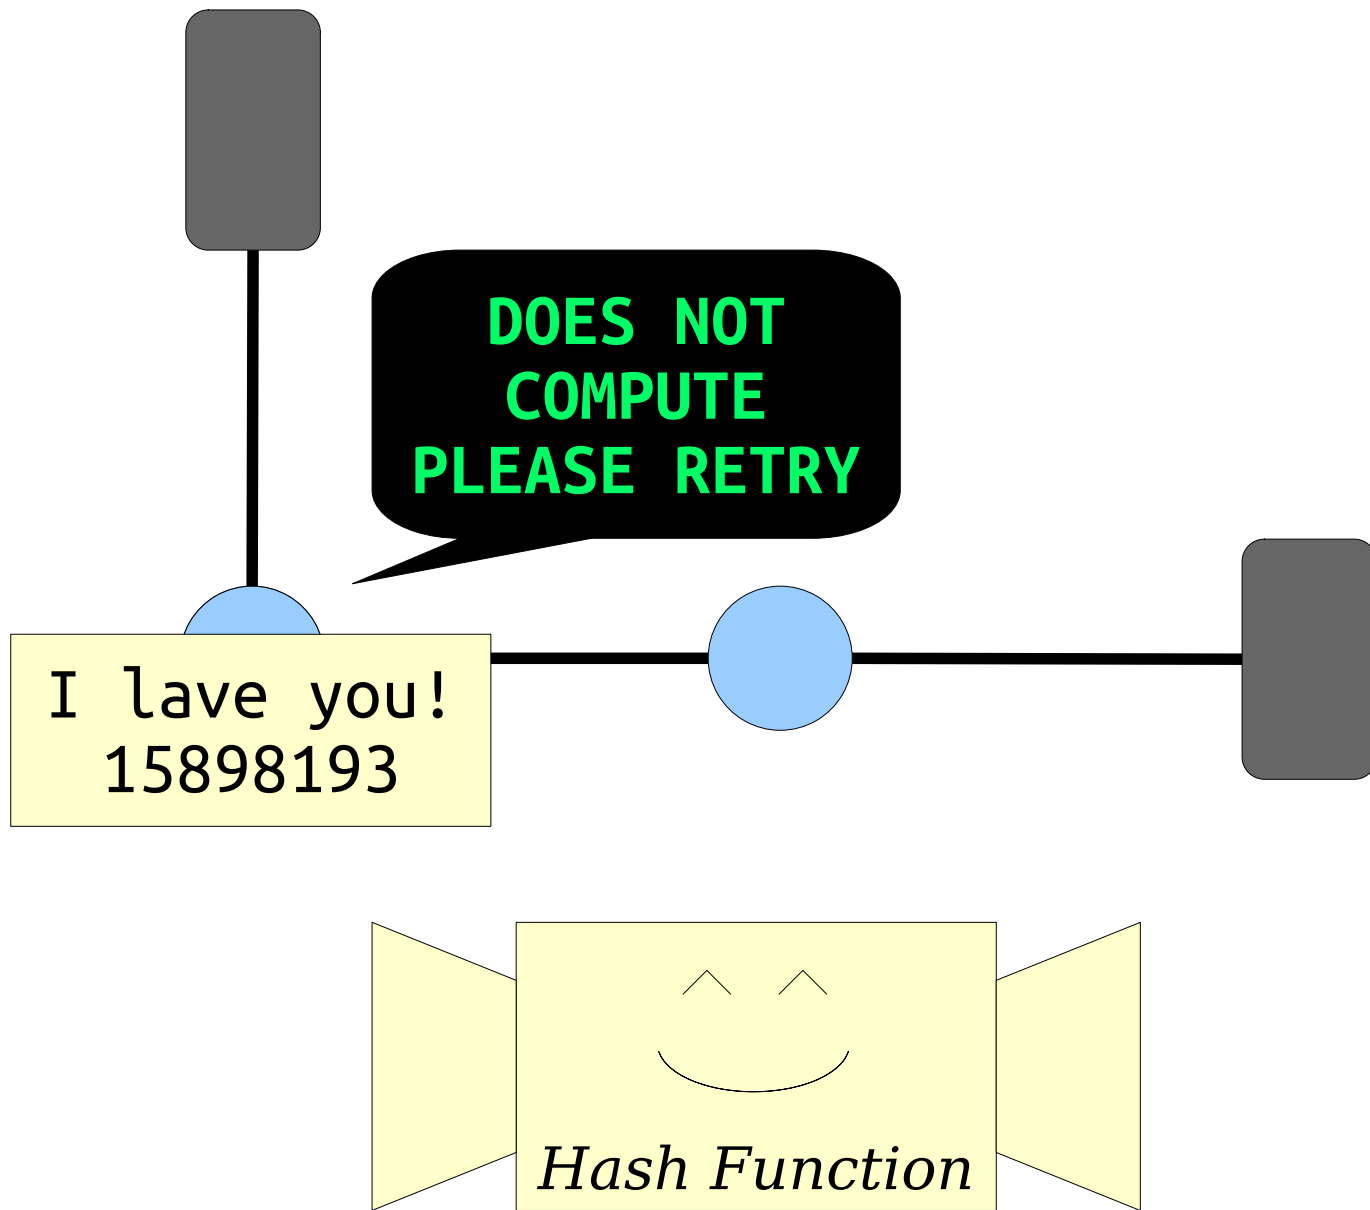 DOES NOT
COMPUTE
PLEASE RETRY
I lave you!
15898193
Hash Function